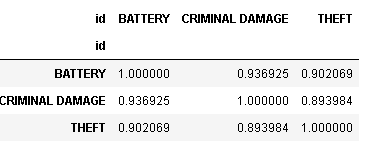 id BATTERY CRIMINAL DAMAGE THEFT
id
BATTERY 1.000000 0.936925 0.902069
CRIMINAL DAMAGE 0.936925 1.000000 0.893984
THEFT 0.902069 0.893984 1.000000